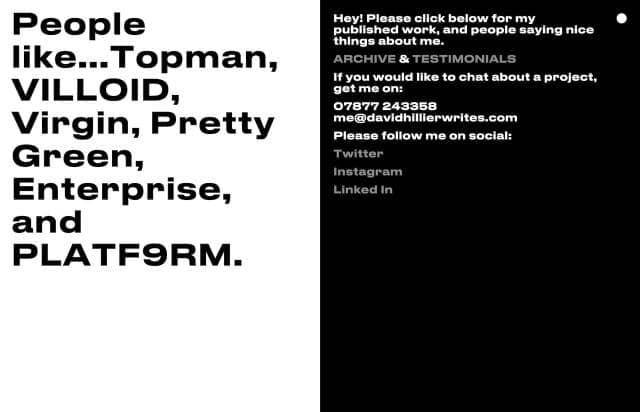 People
like...Topman,
VILLOID,
Virgin, Pretty
Green,
Enterprise,
and
PLATF9RM.
Hey! Please click below for my
published work, and people saying nice
things about me.
ARCHIVE & TESTIMONIALS
If you would like to chat about a project,
get me on:
07877 243358
me@davidhillierwrites.com
Please follow me on social:
Twitter
Instagram
Linked In